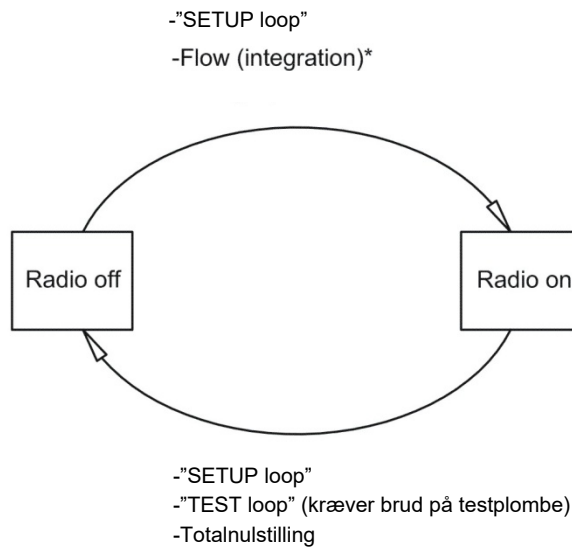 -”SETUP loop”
-Flow (integration)*
Radio off
Radio on
-”SETUP loop”
-”TEST loop” (kræver brud på testplombe)
-Totalnulstilling